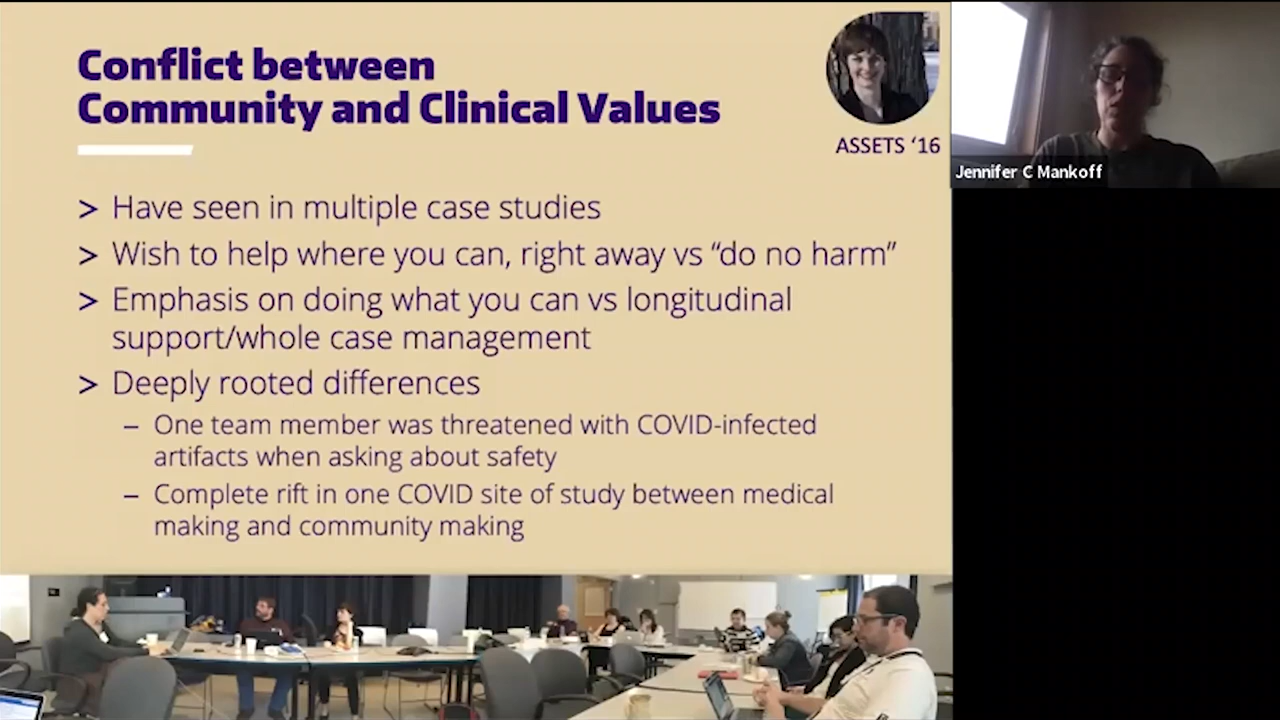 Conflict between
Community and Clinical Values
ASSETS ‘16
Jennifer C Mankoff
> Have seen in multiple case studies
> Wish to help where you can, right away vs “do no harm”
> Emphasis on doing what you can vs longitudinal
support/whole case management
> Deeply rooted differences
– One team member was threatened with COVID-infected
artifacts when asking about safety
– Complete rift in one COVID site of study between medical
making and community making